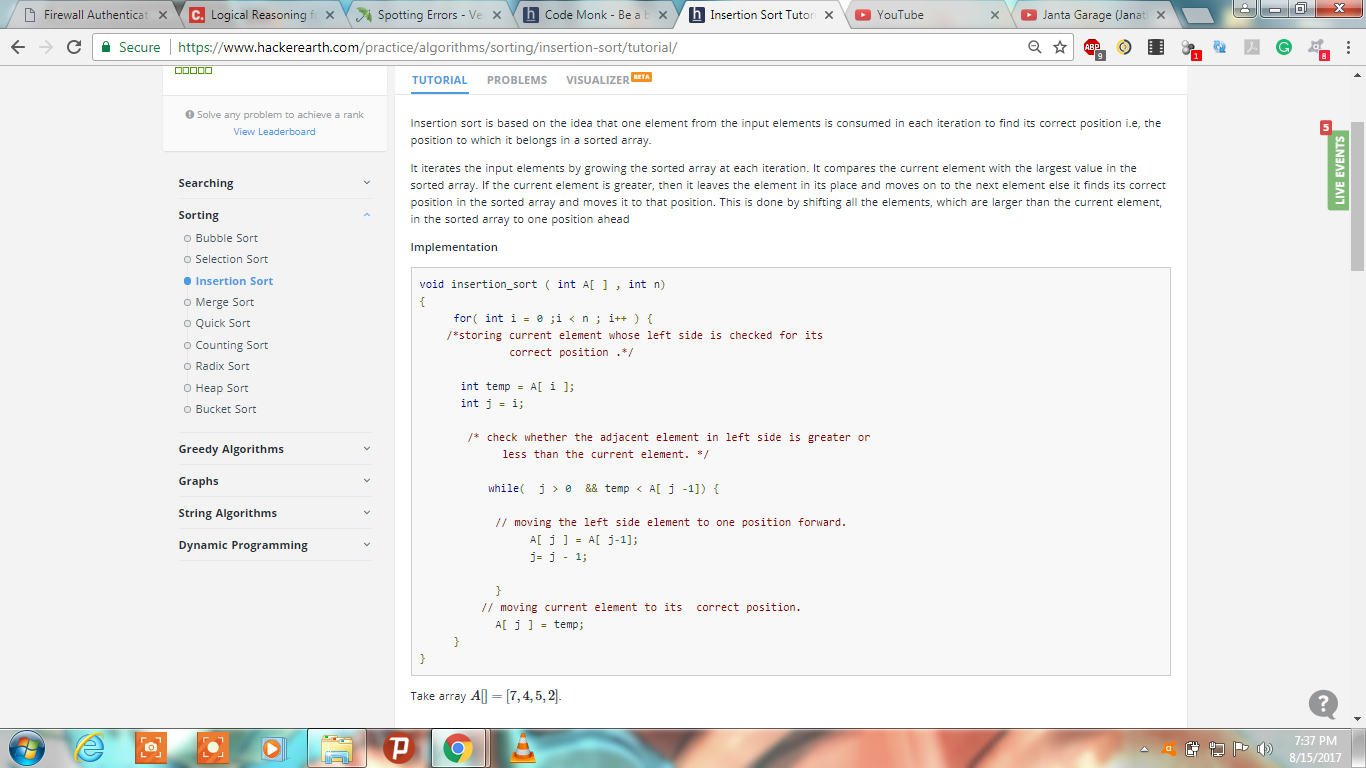 Firewall Authenticat
Logical Reasoning f
Spotting Errors - Ve
Code Monk - Be a b
Insertion Sort Tutor
YouTube
Janta Garage (Janat
Secure https://www.hackerearth.com/practice/algorithms/sorting/insertion-sort/tutorial/
ABP 9 1 8
TUTORIAL PROBLEMS VISUALIZER BETA
Solve any problem to achieve a rank
View Leaderboard
Searching
Sorting
Bubble Sort
Selection Sort
Insertion Sort
Merge Sort
Quick Sort
Counting Sort
Radix Sort
Heap Sort
Bucket Sort
Greedy Algorithms
Graphs
String Algorithms
Dynamic Programming
Insertion sort is based on the idea that one element from the input elements is consumed in each iteration to find its correct position i.e, the
position to which it belongs in a sorted array.
It iterates the input elements by growing the sorted array at each iteration. It compares the current element with the largest value in the
sorted array. If the current element is greater, then it leaves the element in its place and moves on to the next element else it finds its correct
position in the sorted array and moves it to that position. This is done by shifting all the elements, which are larger than the current element,
in the sorted array to one position ahead
Implementation
void insertion_sort ( int A[ ] , int n)
{
for( int i = 0 ;i < n ; i++ ) {
/*storing current element whose left side is checked for its
correct position .*/
int temp = A[ i ];
int j = i;
/* check whether the adjacent element in left side is greater or
less than the current element. */
while( j > 0 && temp < A[ j -1]) {
// moving the left side element to one position forward.
A[ j ] = A[ j-1];
j= j - 1;
}
// moving current element to its correct position.
A[ j ] = temp;
}
}
Take array A[] = [7, 4, 5, 2].
5
LIVE EVENTS
?
7:37 PM
8/15/2017